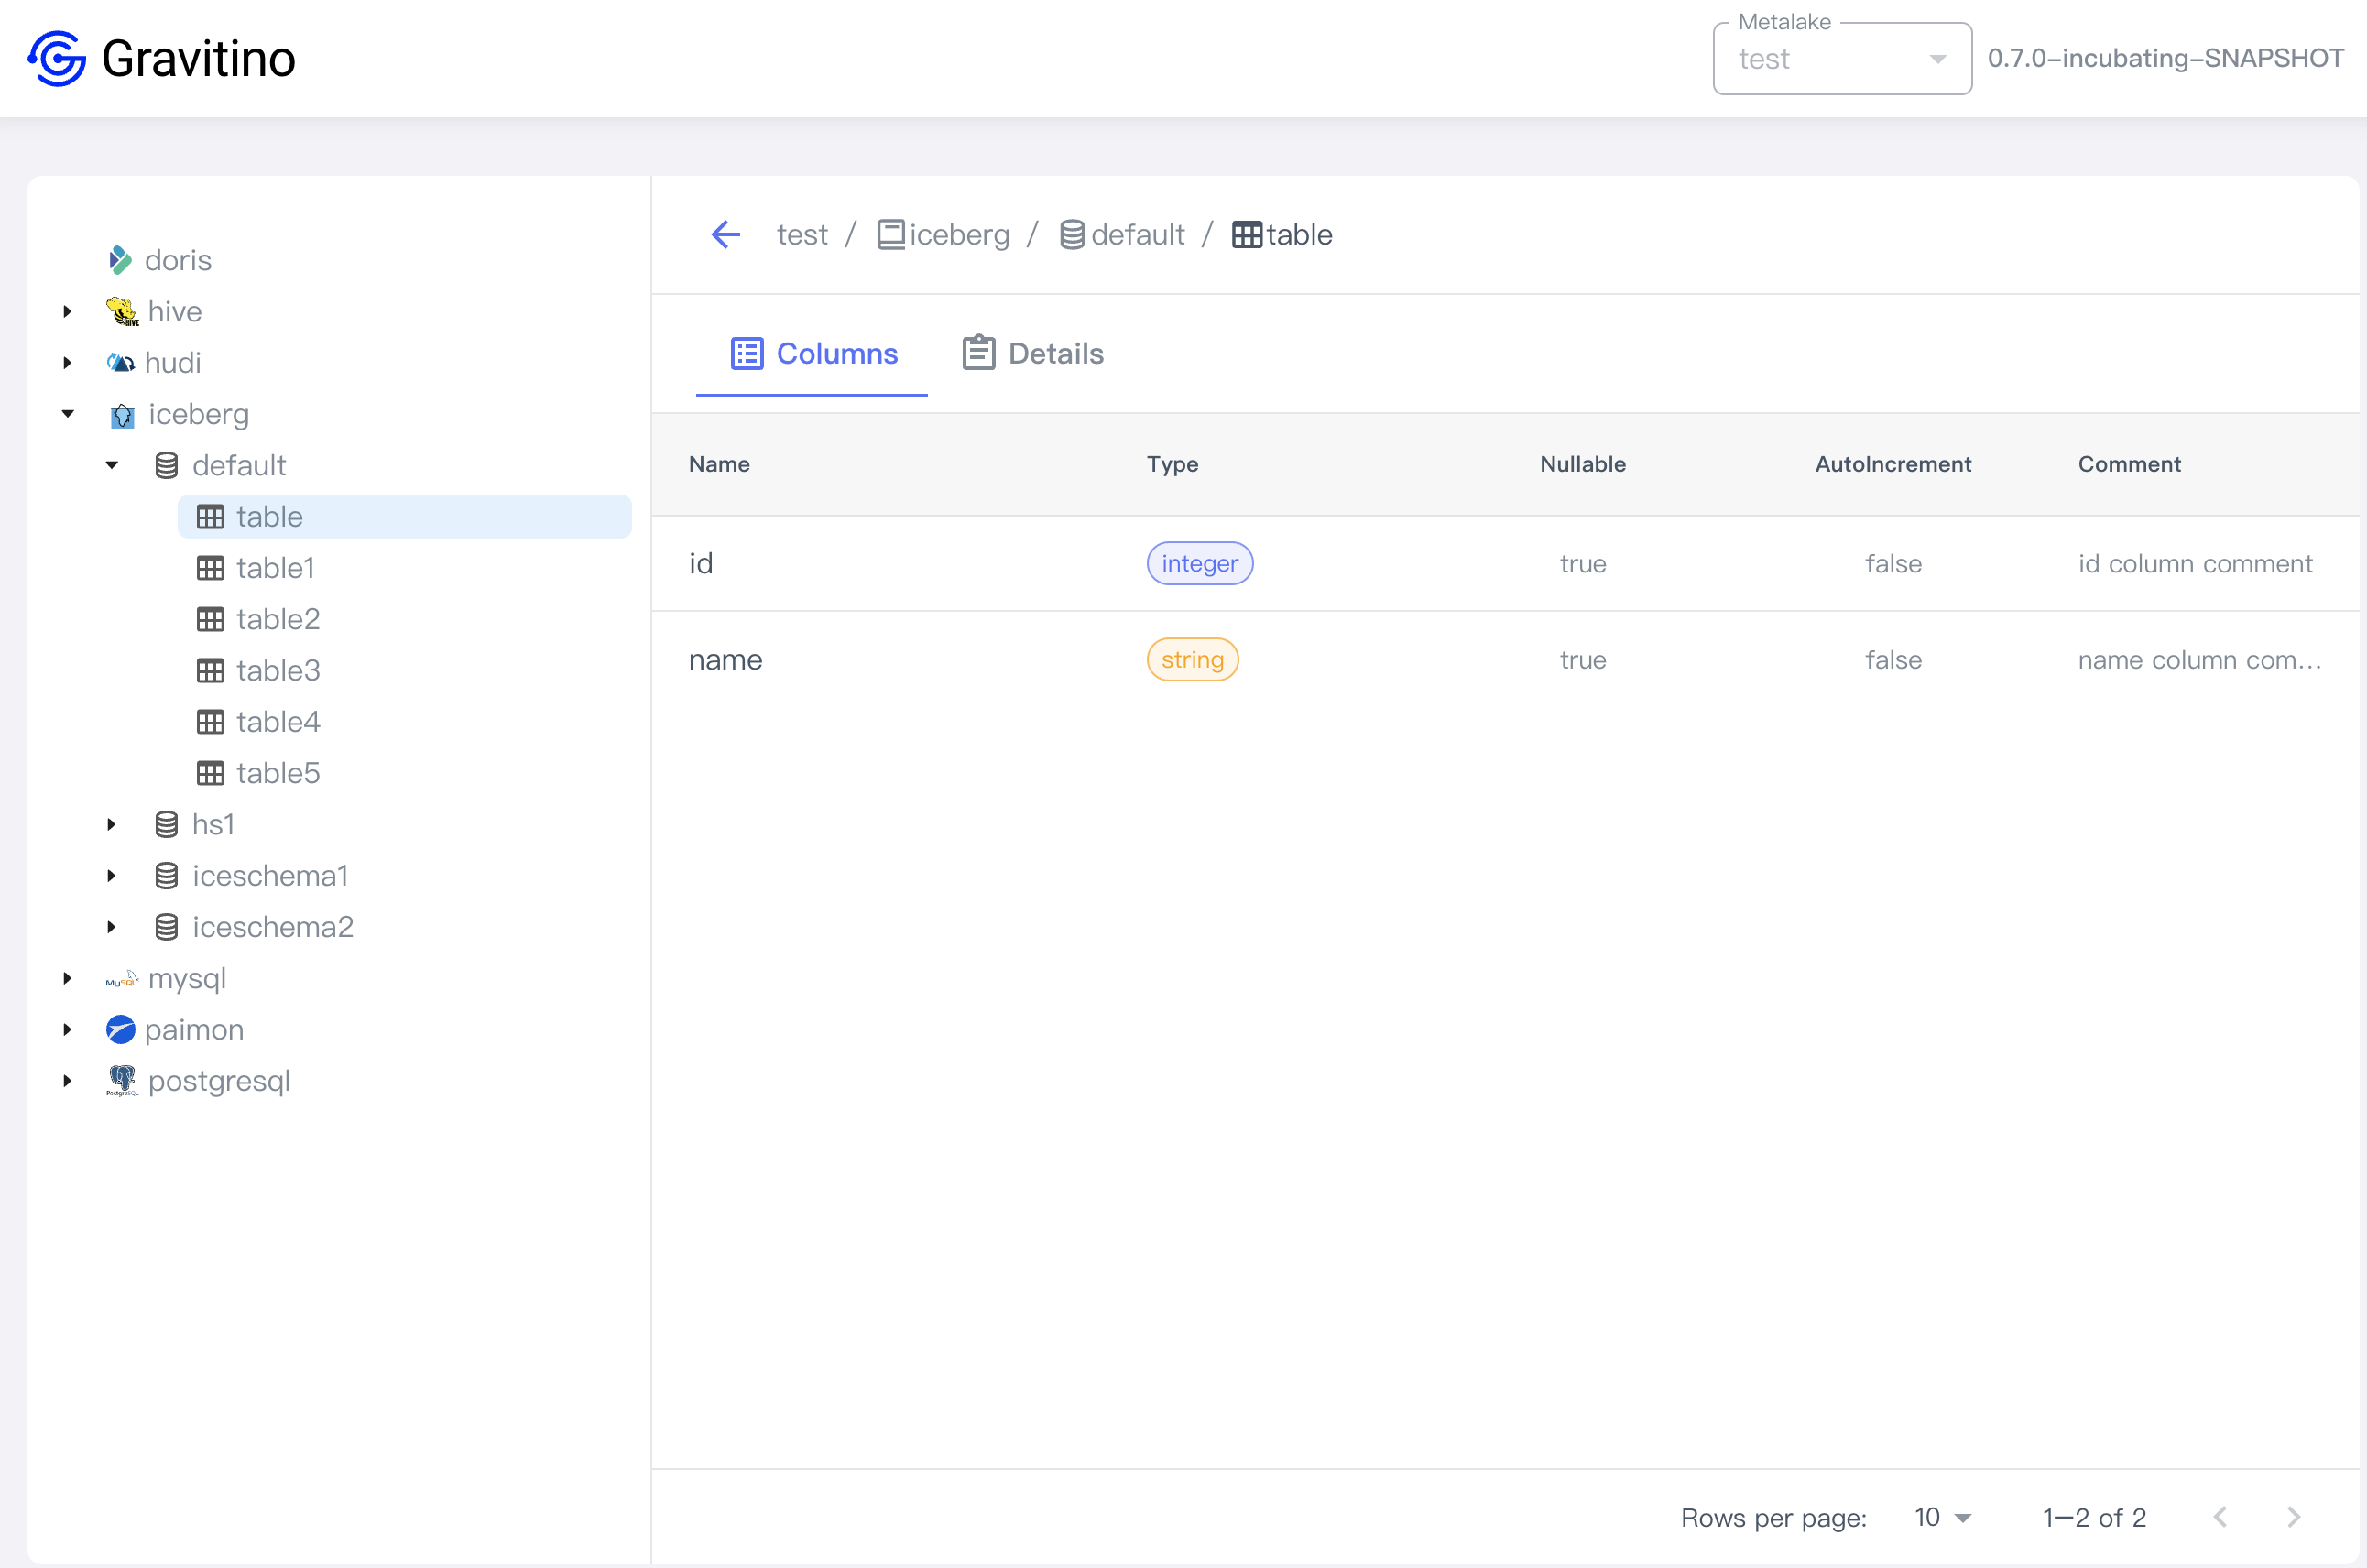 Gravitino
Metalake
test
0.7.0-incubating-SNAPSHOT
doris
hive
hudi
iceberg
default
table
table1
table2
table3
table4
table5
hs1
iceschema1
iceschema2
MySQL mysql
paimon
PostgreSQL postgresql
test / iceberg / default / table
Columns Details
Name Type Nullable AutoIncrement Comment
id integer true false id column comment
name string true false name column com...
Rows per page: 10 1–2 of 2